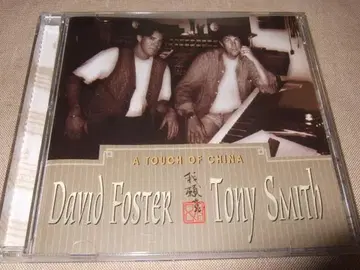 A TOUCH OF CHINA
David Foster Tony Smith